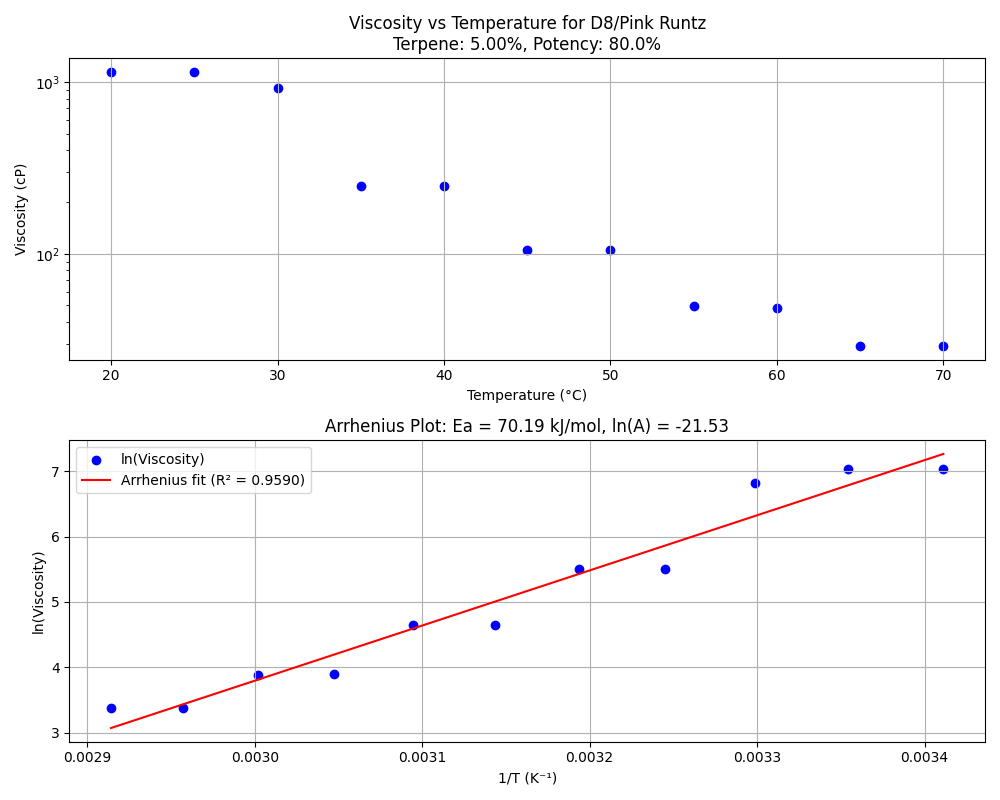 Viscosity vs Temperature for D8/Pink Runtz
Terpene: 5.00%, Potency: 80.0%
Viscosity (cP)
10³
10²
20 30 40 50 60 70
Temperature (°C)
Arrhenius Plot: Ea = 70.19 kJ/mol, ln(A) = -21.53
ln(Viscosity)
Arrhenius fit (R² = 0.9590)
ln(Viscosity)
7
6
5
4
3
0.0029 0.0030 0.0031 0.0032 0.0033 0.0034
1/T (K⁻¹)